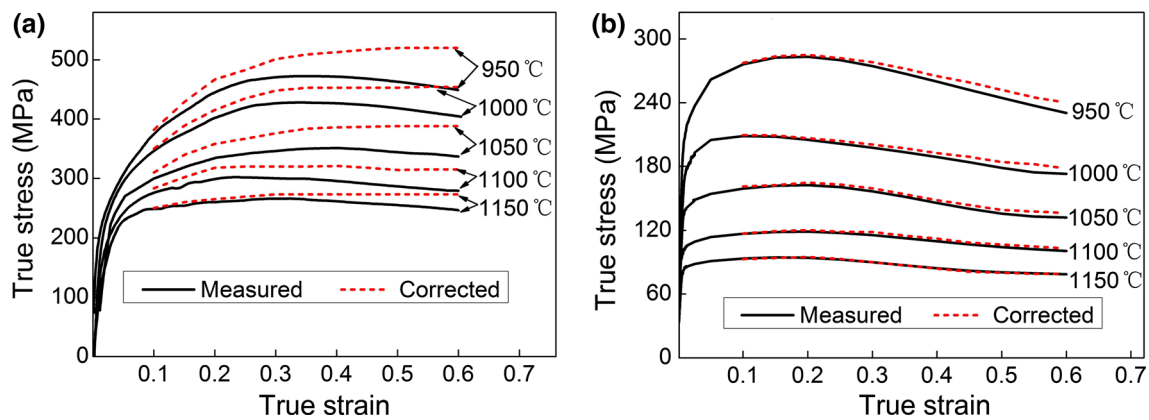 (a)
True stress (MPa)
500
400
300
200
100
0
950 ℃
1000 ℃
1050 ℃
1100 ℃
1150 ℃
Measured
Corrected
0.1 0.2 0.3 0.4 0.5 0.6 0.7
True strain
(b)
True stress (MPa)
300
240
180
120
60
0
950 ℃
1000 ℃
1050 ℃
1100 ℃
1150 ℃
Measured
Corrected
0.1 0.2 0.3 0.4 0.5 0.6 0.7
True strain